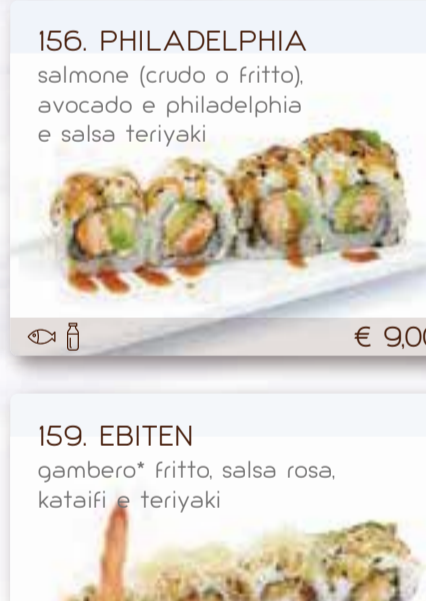 156. PHILADELPHIA
salmone (crudo o fritto),
avocado e philadelphia
e salsa teriyaki
€ 9,00
159. EBITEN
gambero* fritto, salsa rosa,
kataifi e teriyaki